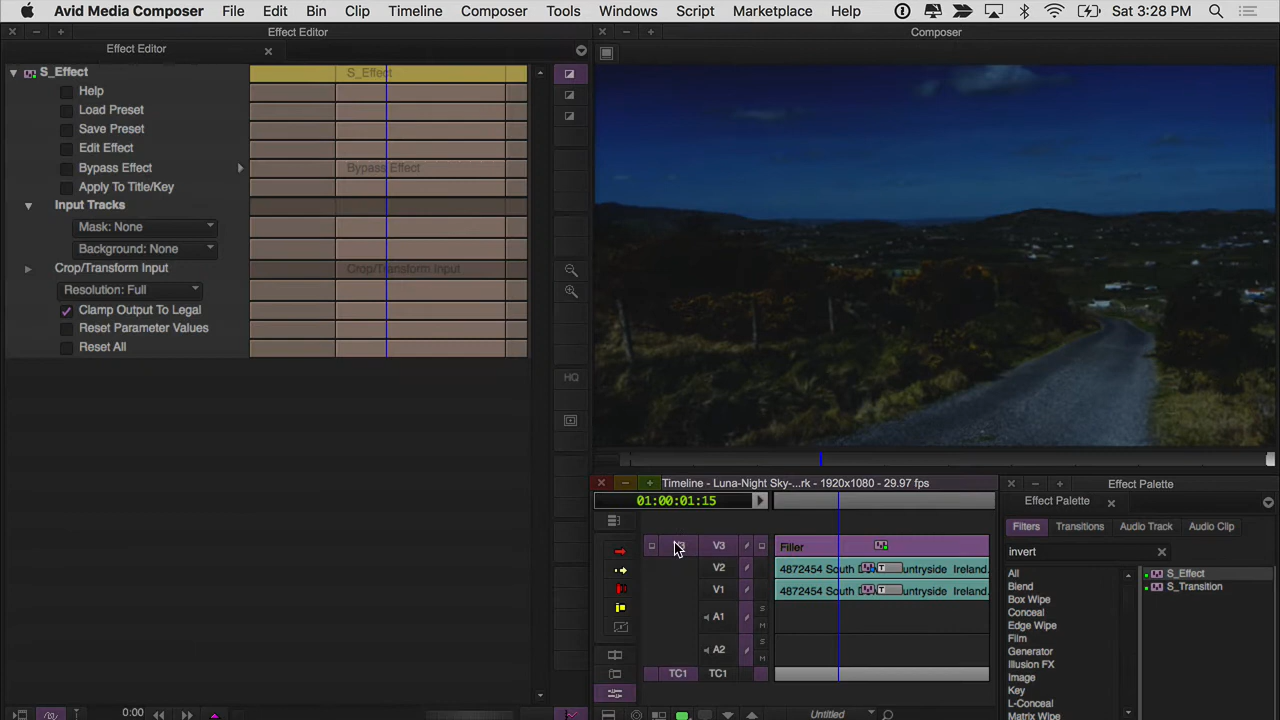 Avid Media Composer File Edit Bin Clip Timeline Composer Tools Windows Script Marketplace Help Sat 3:28 PM
Effect Editor
Composer
Effect Editor
S_Effect
S_Effect
Help
Load Preset
Save Preset
Edit Effect
Bypass Effect
Bypass Effect
Apply To Title/Key
Input Tracks
Mask: None
Background: None
Crop/Transform Input
Crop/Transform Input
Resolution: Full
Clamp Output To Legal
Reset Parameter Values
Reset All
HQ
0:00
Timeline - Luna-Night Sky-...rk - 1920x1080 - 29.97 fps
01:00:01:15
V3
Filler
V2
4872454 South D untryside Ireland.
V1
4872454 South D untryside Ireland.
A1
S
M
A2
S
M
TC1
TC1
Untitled
Effect Palette
Effect Palette
Filters Transitions Audio Track Audio Clip
invert
All
Blend
Box Wipe
Conceal
Edge Wipe
Film
Generator
Illusion FX
Image
Key
L-Conceal
Matrix Wipe
S_Effect
S_Transition